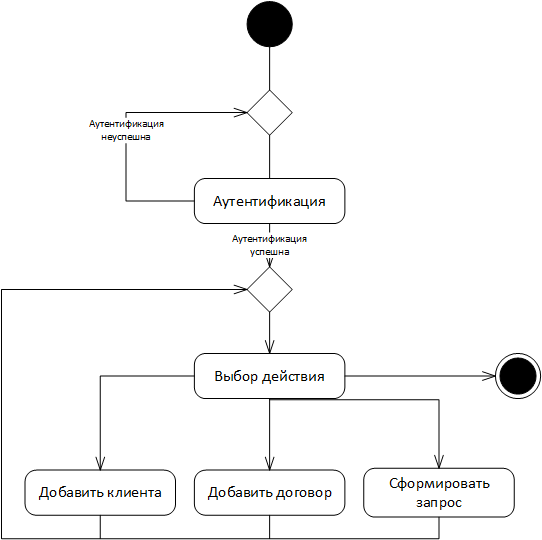 Аутентификация
неуспешна
Аутентификация
Аутентификация
успешна
Выбор действия
Добавить клиента
Добавить договор
Сформировать
запрос